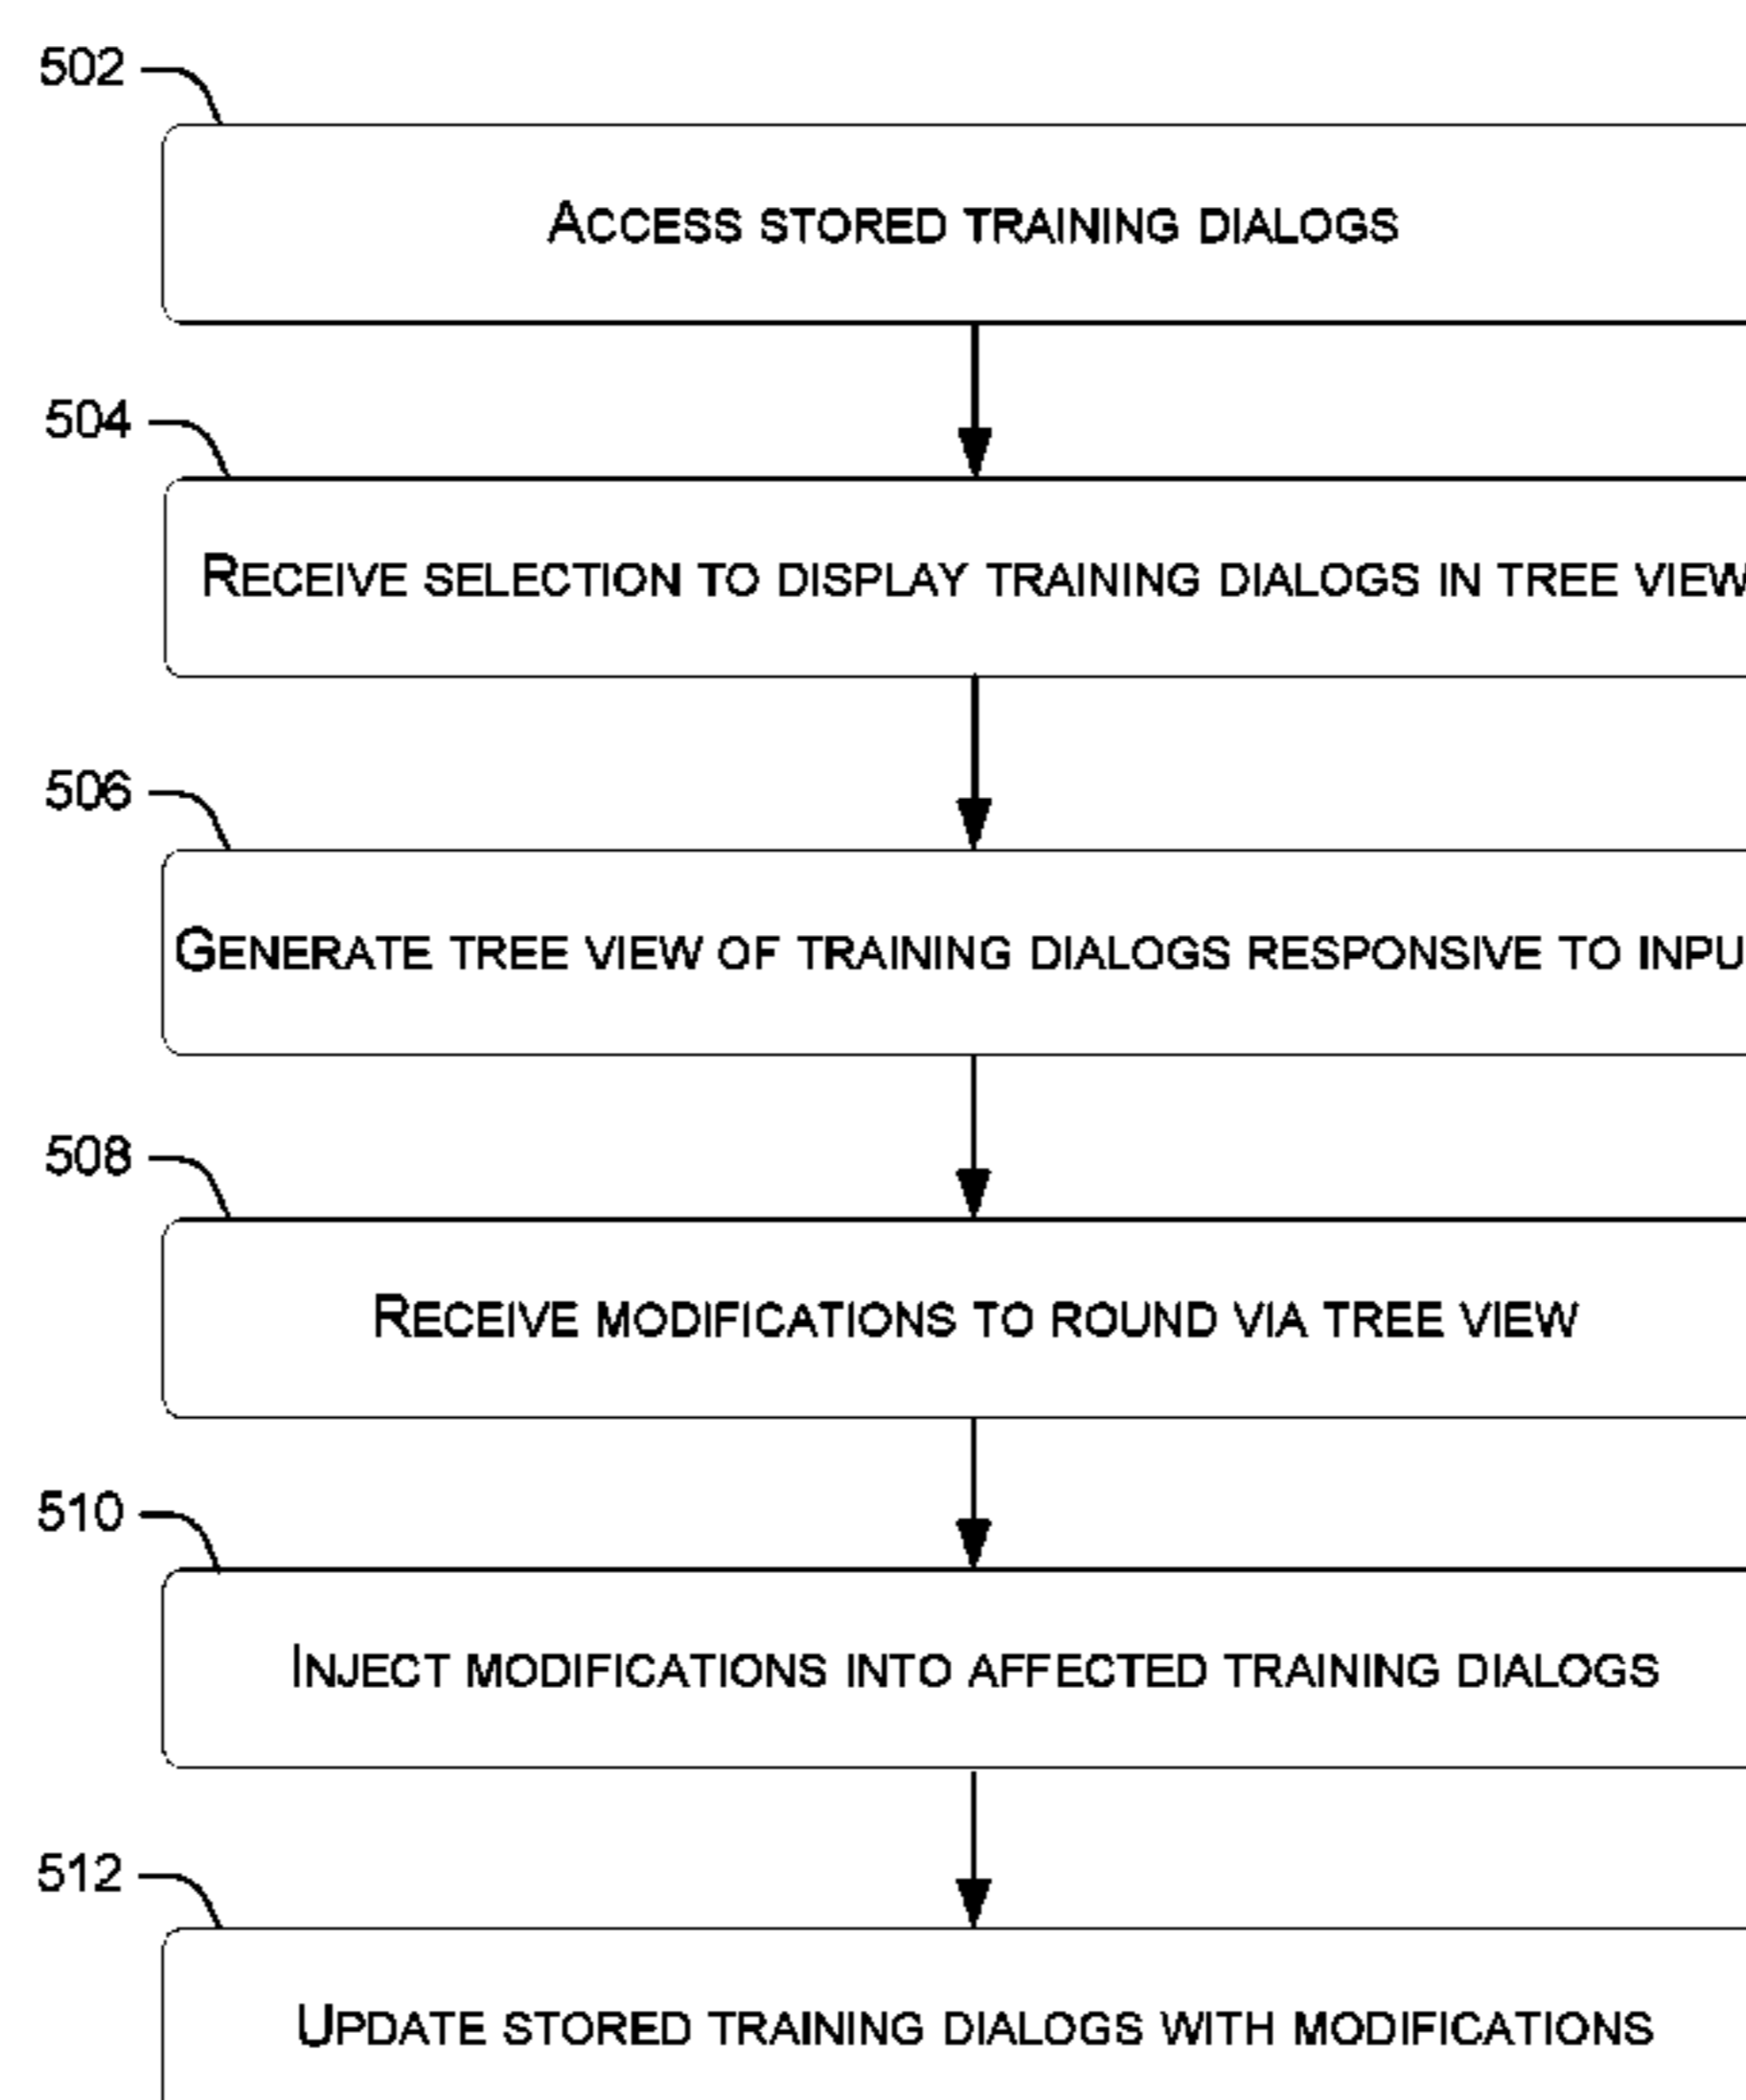 502
ACCESS STORED TRAINING DIALOGS
504
RECEIVE SELECTION TO DISPLAY TRAINING DIALOGS IN TREE VIEW
506
GENERATE TREE VIEW OF TRAINING DIALOGS RESPONSIVE TO INPU
508
RECEIVE MODIFICATIONS TO ROUND VIA TREE VIEW
510
INJECT MODIFICATIONS INTO AFFECTED TRAINING DIALOGS
512
UPDATE STORED TRAINING DIALOGS WITH MODIFICATIONS